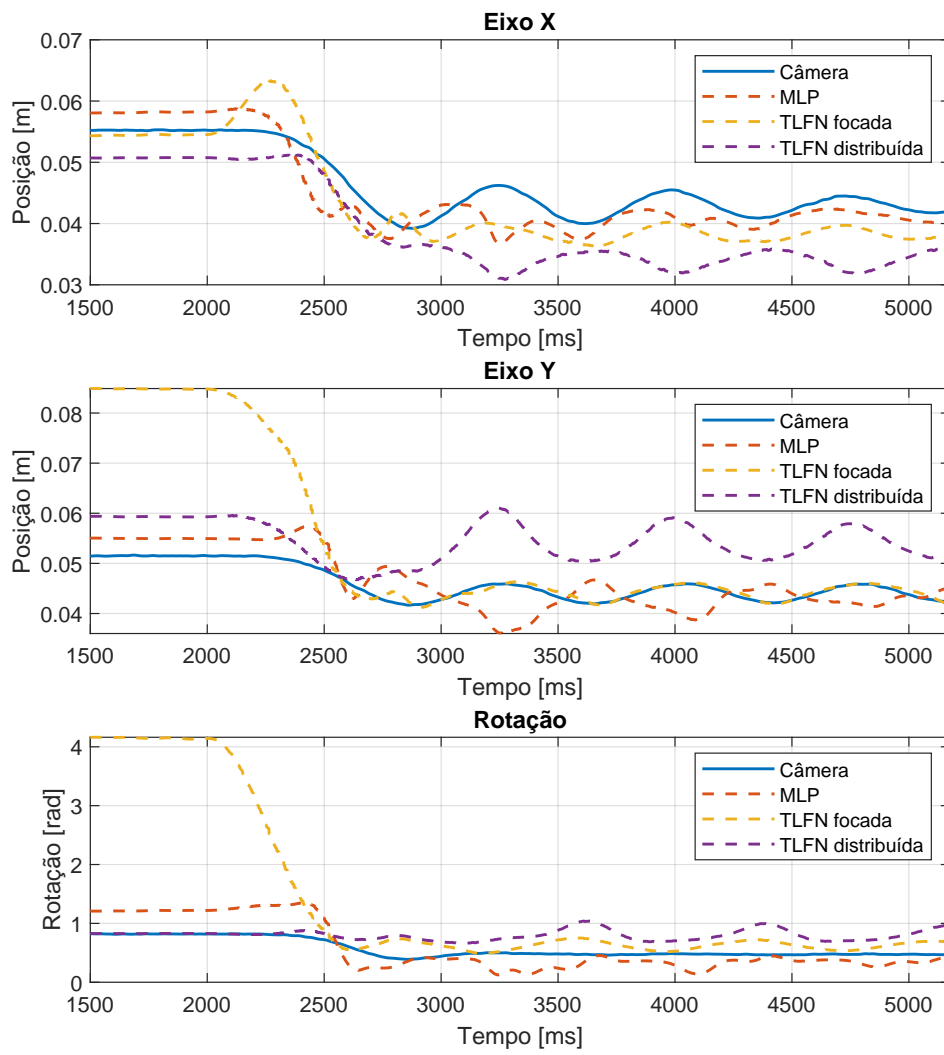 Eixo X
Posição [m]
0.07
0.06
0.05
0.04
0.03
Câmera
MLP
TLFN focada
TLFN distribuída
1500 2000 2500 3000 3500 4000 4500 5000
Tempo [ms]
Eixo Y
Posição [m]
0.08
0.06
0.04
Câmera
MLP
TLFN focada
TLFN distribuída
1500 2000 2500 3000 3500 4000 4500 5000
Tempo [ms]
Rotação
Rotação [rad]
4
3
2
1
0
Câmera
MLP
TLFN focada
TLFN distribuída
1500 2000 2500 3000 3500 4000 4500 5000
Tempo [ms]